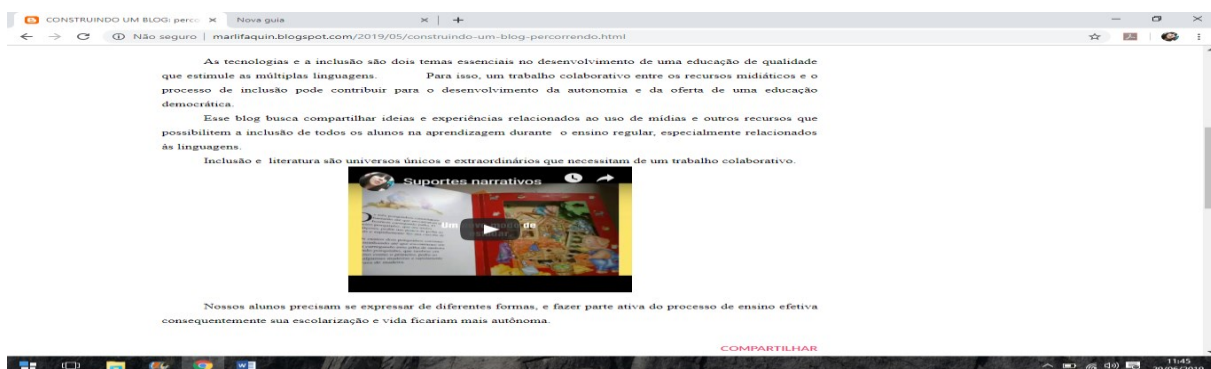 CONSTRUINDO UM BLOG: perco
Nova guia
Não seguro | marlifaquin.blogspot.com/2019/05/construindo-um-blog-percorrendo.html
As tecnologias e a inclusão são dois temas essenciais no desenvolvimento de uma educação de qualidade
que estimule as múltiplas linguagens. Para isso, um trabalho colaborativo entre os recursos midiáticos e o
processo de inclusão pode contribuir para o desenvolvimento da autonomia e da oferta de uma educação
democrática.
Esse blog busca compartilhar ideias e experiências relacionados ao uso de mídias e outros recursos que
possibilitem a inclusão de todos os alunos na aprendizagem durante o ensino regular, especialmente relacionados
às linguagens.
Inclusão e literatura são universos únicos e extraordinários que necessitam de um trabalho colaborativo.
Suportes narrativos
Um de
Nossos alunos precisam se expressar de diferentes formas, e fazer parte ativa do processo de ensino efetiva
consequentemente sua escolarização e vida ficariam mais autônoma.
COMPARTILHAR
11:45